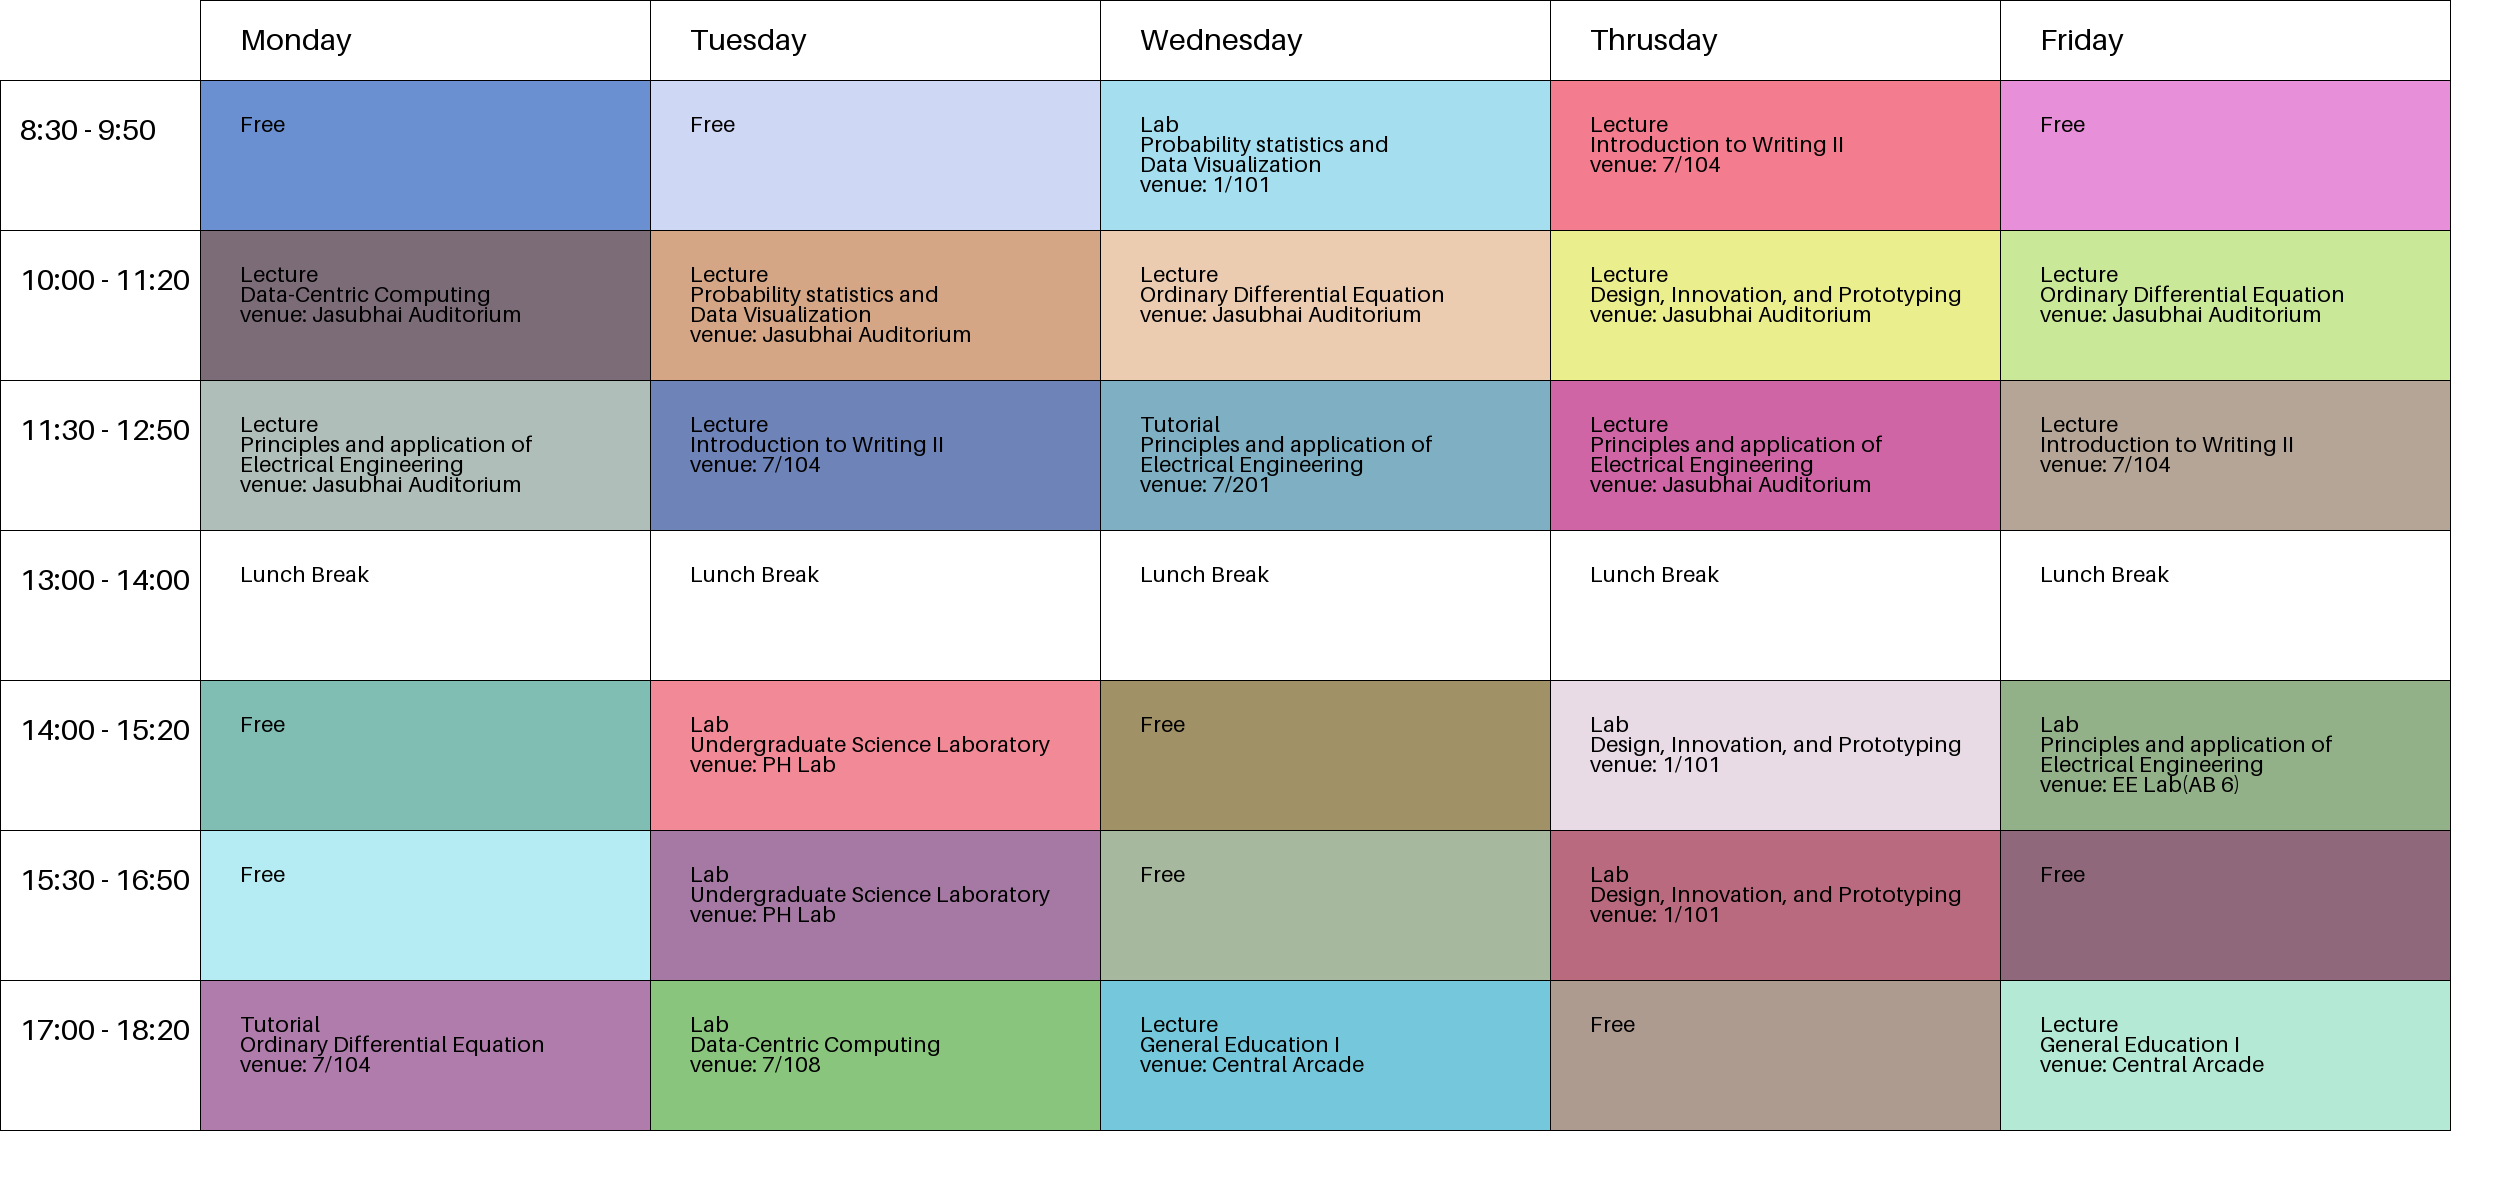 Monday
Tuesday
Wednesday
Thrusday
Friday
8:30 - 9:50
Free
Free
Lab
Probability statistics and
Data Visualization
venue: 1/101
Lecture
Introduction to Writing II
venue: 7/104
Free
10:00 - 11:20
Lecture
Data-Centric Computing
venue: Jasubhai Auditorium
Lecture
Probability statistics and
Data Visualization
venue: Jasubhai Auditorium
Lecture
Ordinary Differential Equation
venue: Jasubhai Auditorium
Lecture
Design, Innovation, and Prototyping
venue: Jasubhai Auditorium
Lecture
Ordinary Differential Equation
venue: Jasubhai Auditorium
11:30 - 12:50
Lecture
Principles and application of
Electrical Engineering
venue: Jasubhai Auditorium
Lecture
Introduction to Writing II
venue: 7/104
Tutorial
Principles and application of
Electrical Engineering
venue: 7/201
Lecture
Principles and application of
Electrical Engineering
venue: Jasubhai Auditorium
Lecture
Introduction to Writing II
venue: 7/104
13:00 - 14:00
Lunch Break
Lunch Break
Lunch Break
Lunch Break
Lunch Break
14:00 - 15:20
Free
Lab
Undergraduate Science Laboratory
venue: PH Lab
Free
Lab
Design, Innovation, and Prototyping
venue: 1/101
Lab
Principles and application of
Electrical Engineering
venue: EE Lab(AB 6)
15:30 - 16:50
Free
Lab
Undergraduate Science Laboratory
venue: PH Lab
Free
Lab
Design, Innovation, and Prototyping
venue: 1/101
Free
17:00 - 18:20
Tutorial
Ordinary Differential Equation
venue: 7/104
Lab
Data-Centric Computing
venue: 7/108
Lecture
General Education I
venue: Central Arcade
Free
Lecture
General Education I
venue: Central Arcade